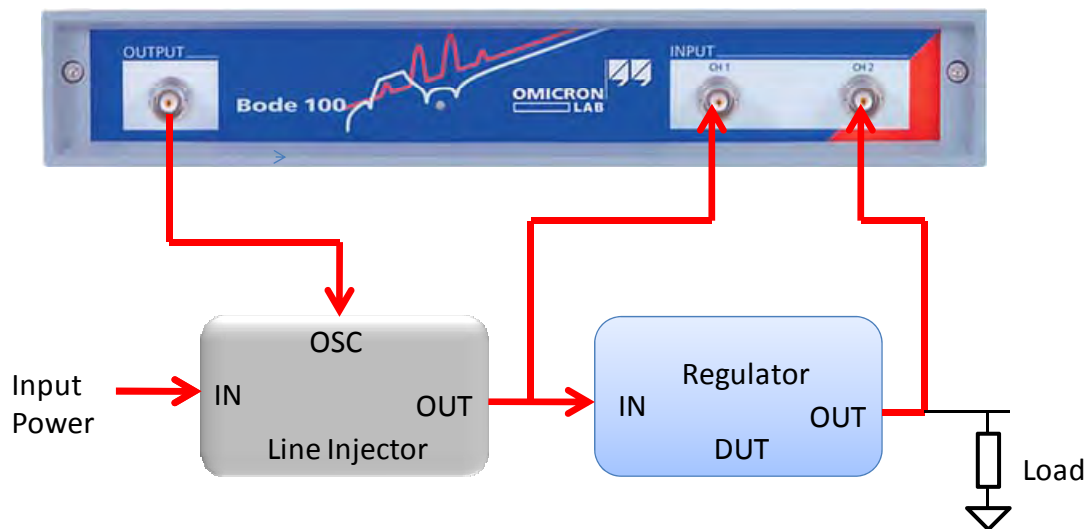 OUTPUT
INPUT
CH 1
CH 2
Bode 100
OMICRON
LAB
OSC
Input
Power
IN
OUT
Line Injector
Regulator
IN
OUT
DUT
Load